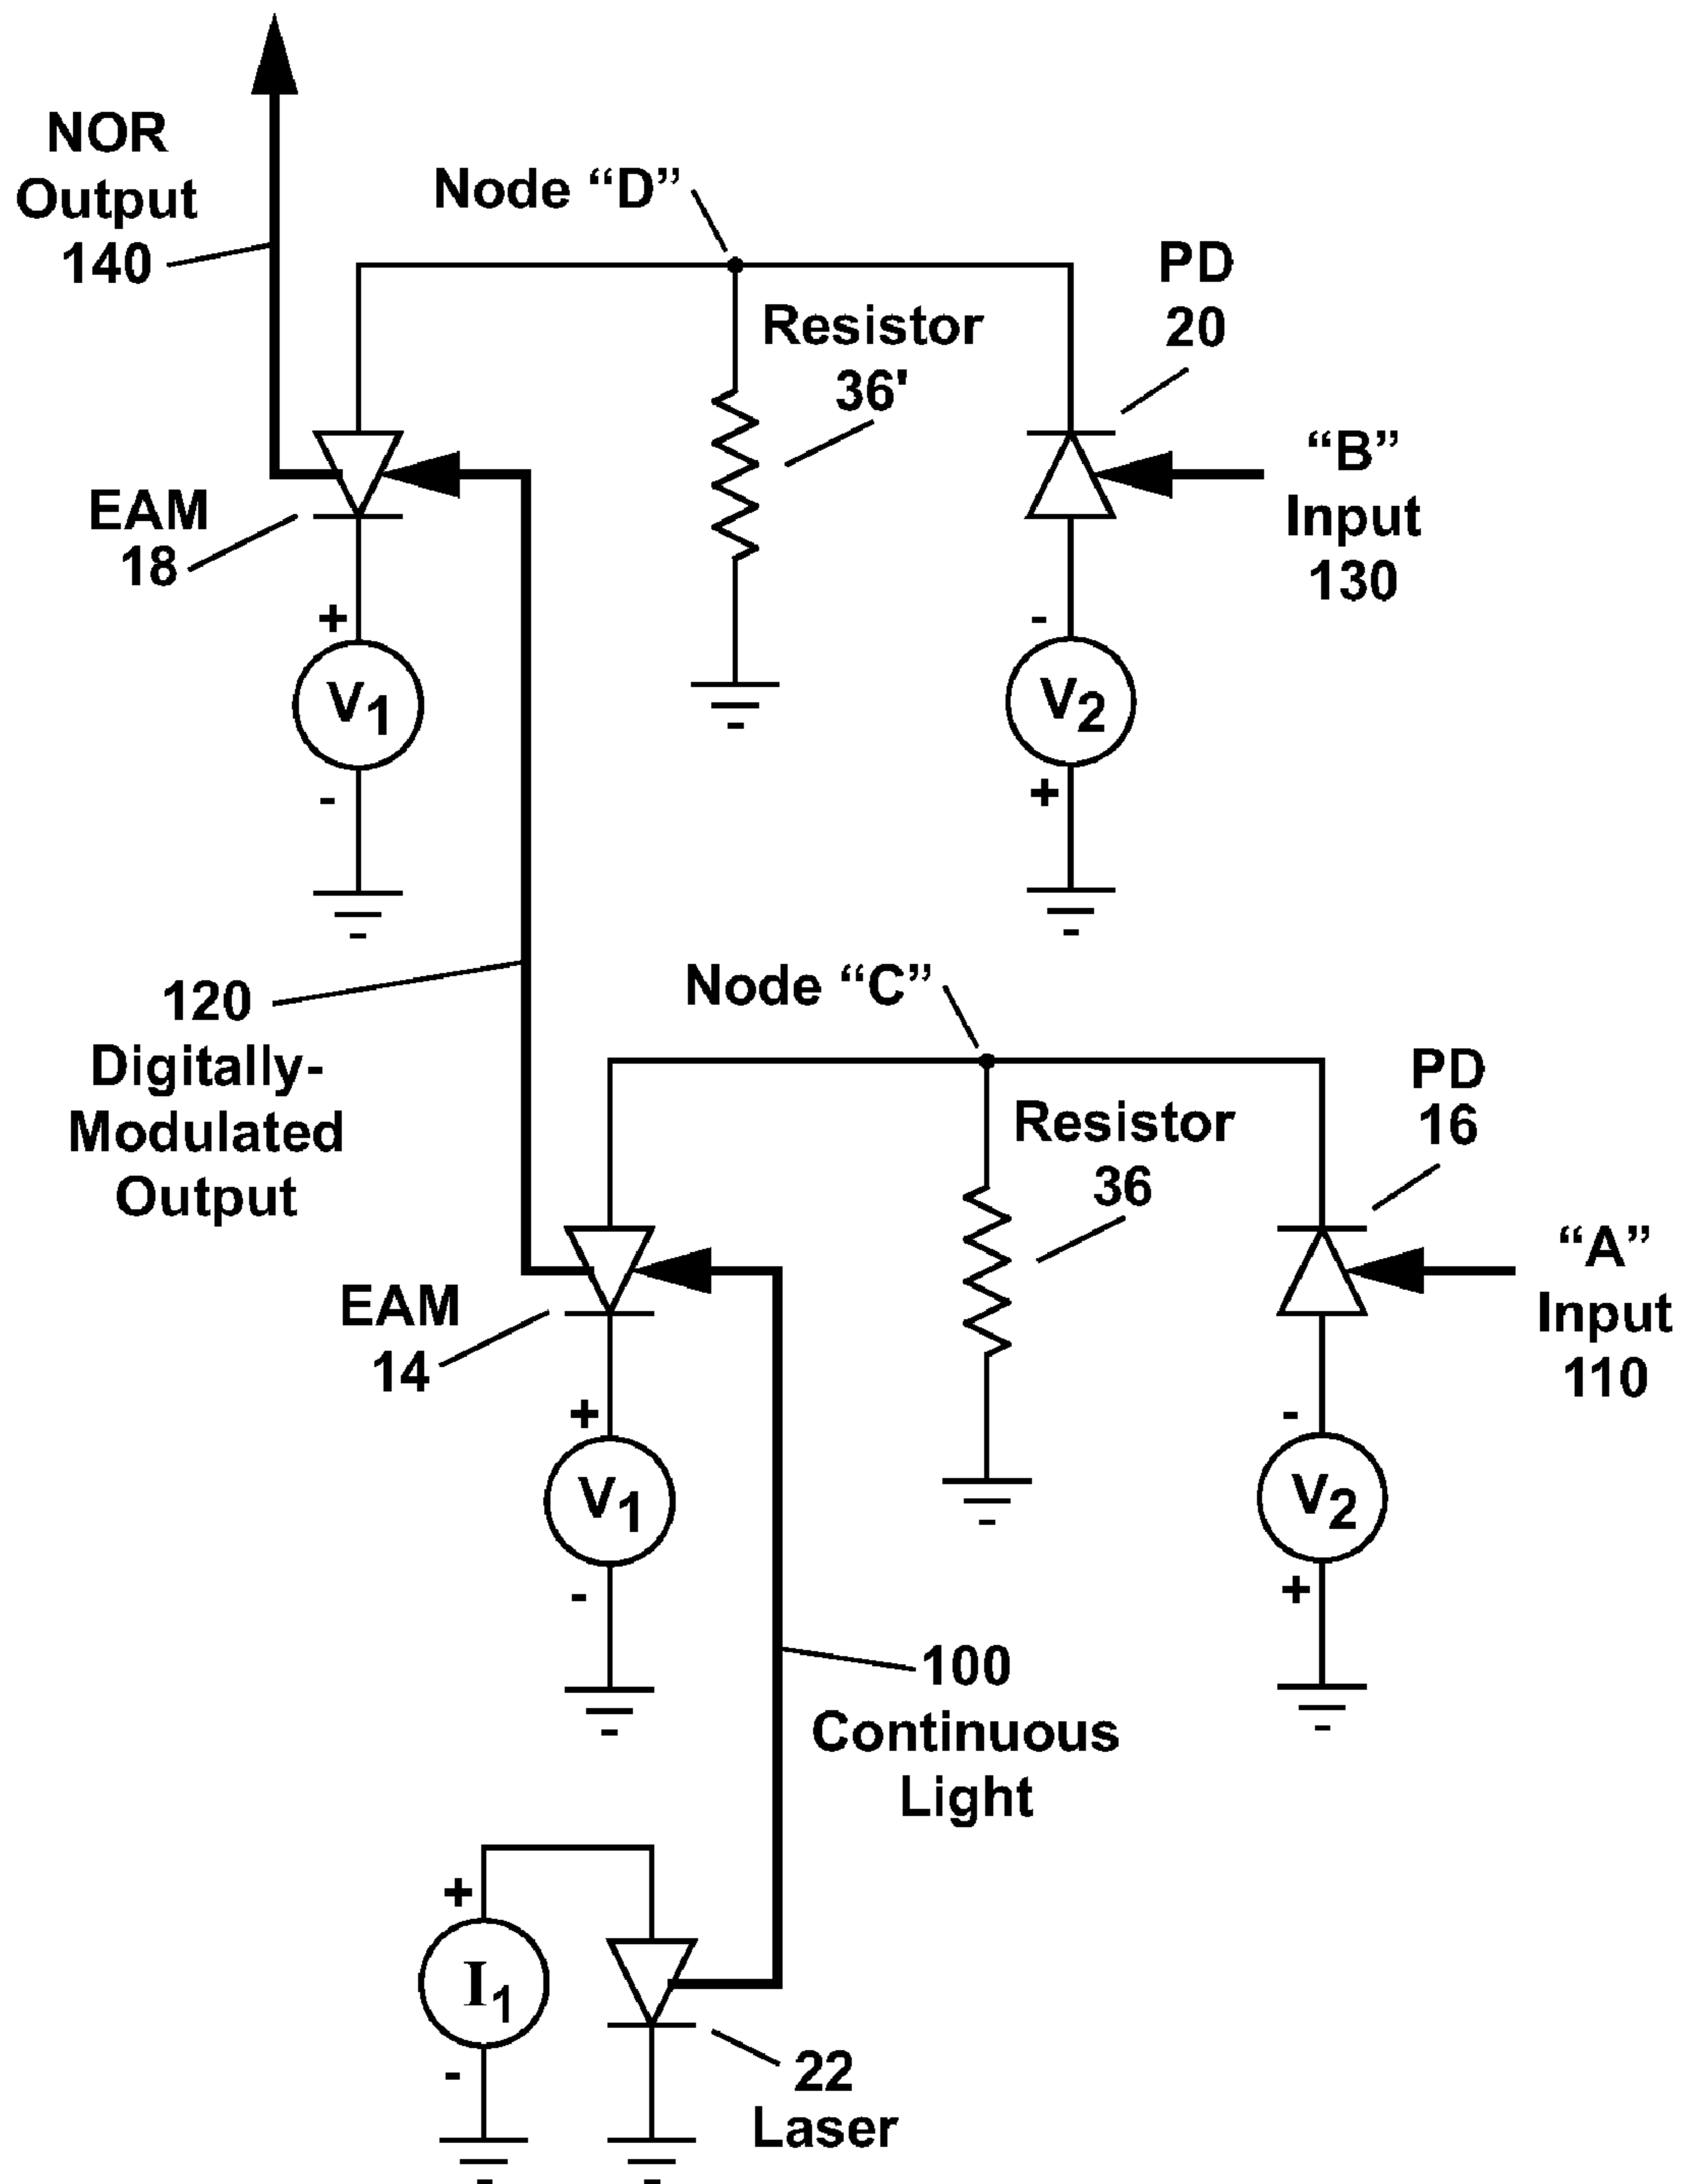 NOR
Output
140
Node “D”
Resistor
36'
PD
20
“B”
Input
130
EAM
18
+
V1
-
-
V2
+
120
Digitally-
Modulated
Output
Node “C”
Resistor
36
PD
16
“A”
Input
110
EAM
14
+
V1
-
-
V2
+
100
Continuous
Light
+
I1
-
22
Laser